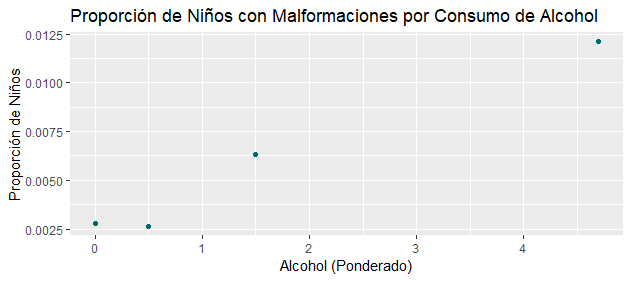 Proporción de Niños con Malformaciones por Consumo de Alcohol
0.0125
0.0100
0.0075
0.0050
0.0025
Proporción de Niños
0 1 2 3 4
Alcohol (Ponderado)